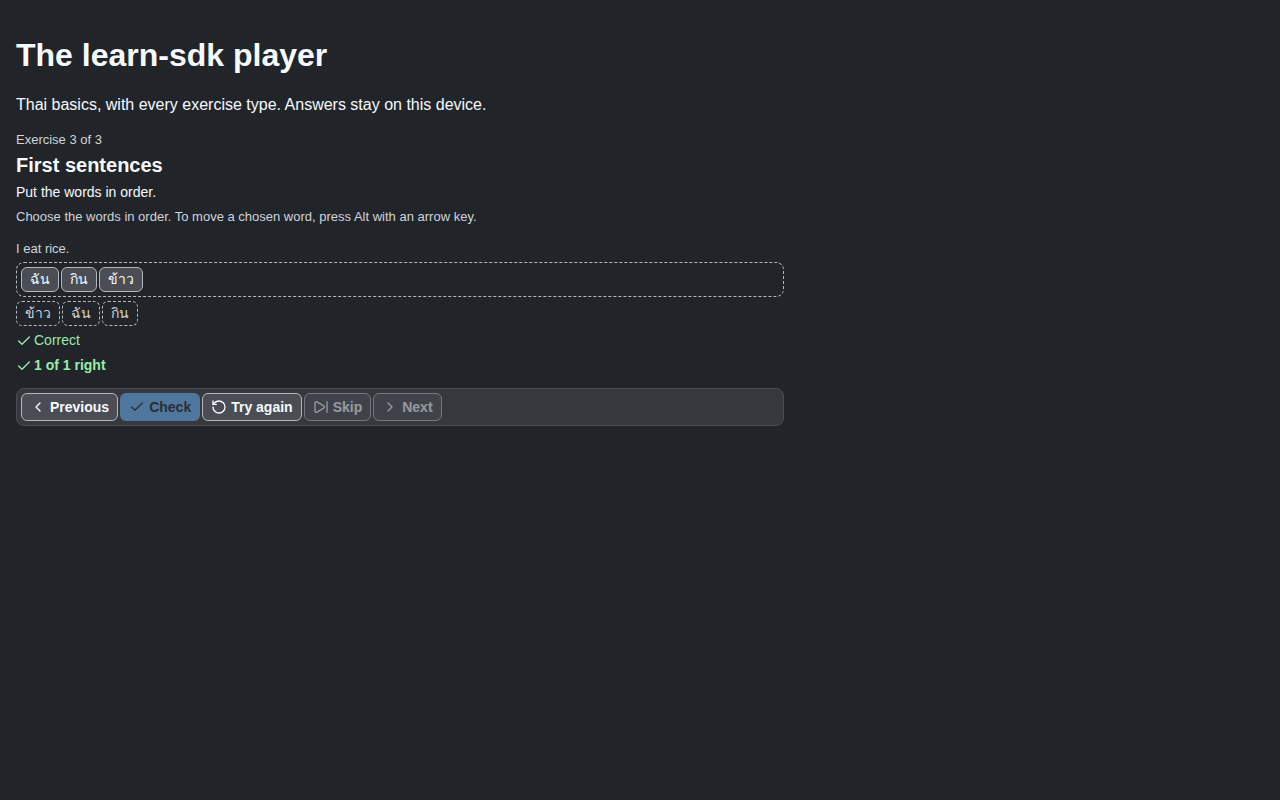 The learn-sdk player
Thai basics, with every exercise type. Answers stay on this device.
Exercise 3 of 3
First sentences
Put the words in order.
Choose the words in order. To move a chosen word, press Alt with an arrow key.
I eat rice.
ฉัน กิน ข้าว
ข้าว ฉัน กิน
Correct
1 of 1 right
Previous Check Try again Skip Next